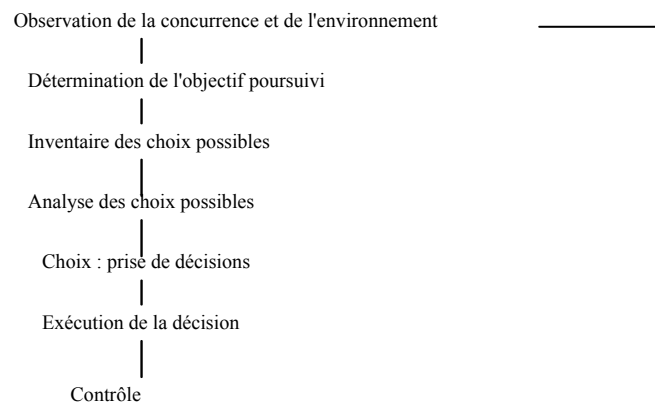 Observation de la concurrence et de l'environnement
Détermination de l'objectif poursuivi
Inventaire des choix possibles
Analyse des choix possibles
Choix : prise de décisions
Exécution de la décision
Contrôle